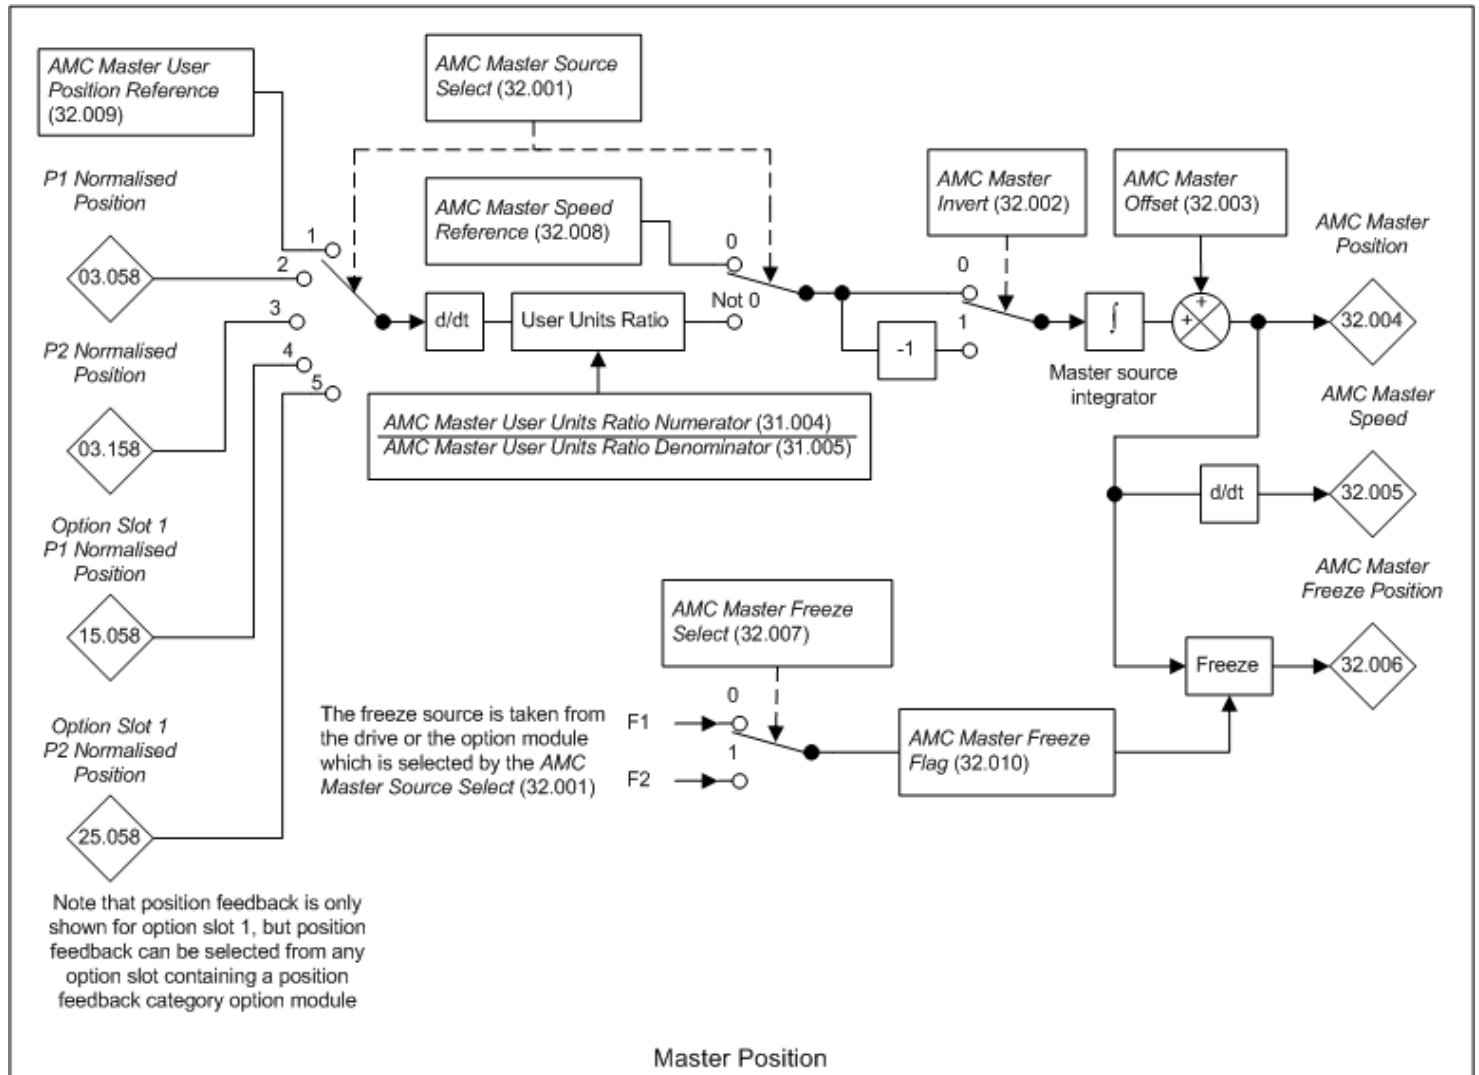 AMC Master User
Position Reference
(32.009)
AMC Master Source
Select (32.001)
P1 Normalised
Position
03.058
1
2
3
4
5
P2 Normalised
Position
03.158
Option Slot 1
P1 Normalised
Position
15.058
Option Slot 1
P2 Normalised
Position
25.058
Note that position feedback is only
shown for option slot 1, but position
feedback can be selected from any
option slot containing a position
feedback category option module
AMC Master Speed
Reference (32.008)
d/dt
User Units Ratio
0
Not 0
AMC Master User Units Ratio Numerator (31.004)
AMC Master User Units Ratio Denominator (31.005)
AMC Master
Invert (32.002)
0
1
-1
∫
Master source
integrator
AMC Master
Offset (32.003)
+
+
AMC Master
Position
32.004
AMC Master
Speed
d/dt
32.005
AMC Master
Freeze Position
Freeze
32.006
AMC Master Freeze
Select (32.007)
The freeze source is taken from
the drive or the option module
which is selected by the AMC
Master Source Select (32.001)
0
F1
1
F2
AMC Master Freeze
Flag (32.010)
Master Position